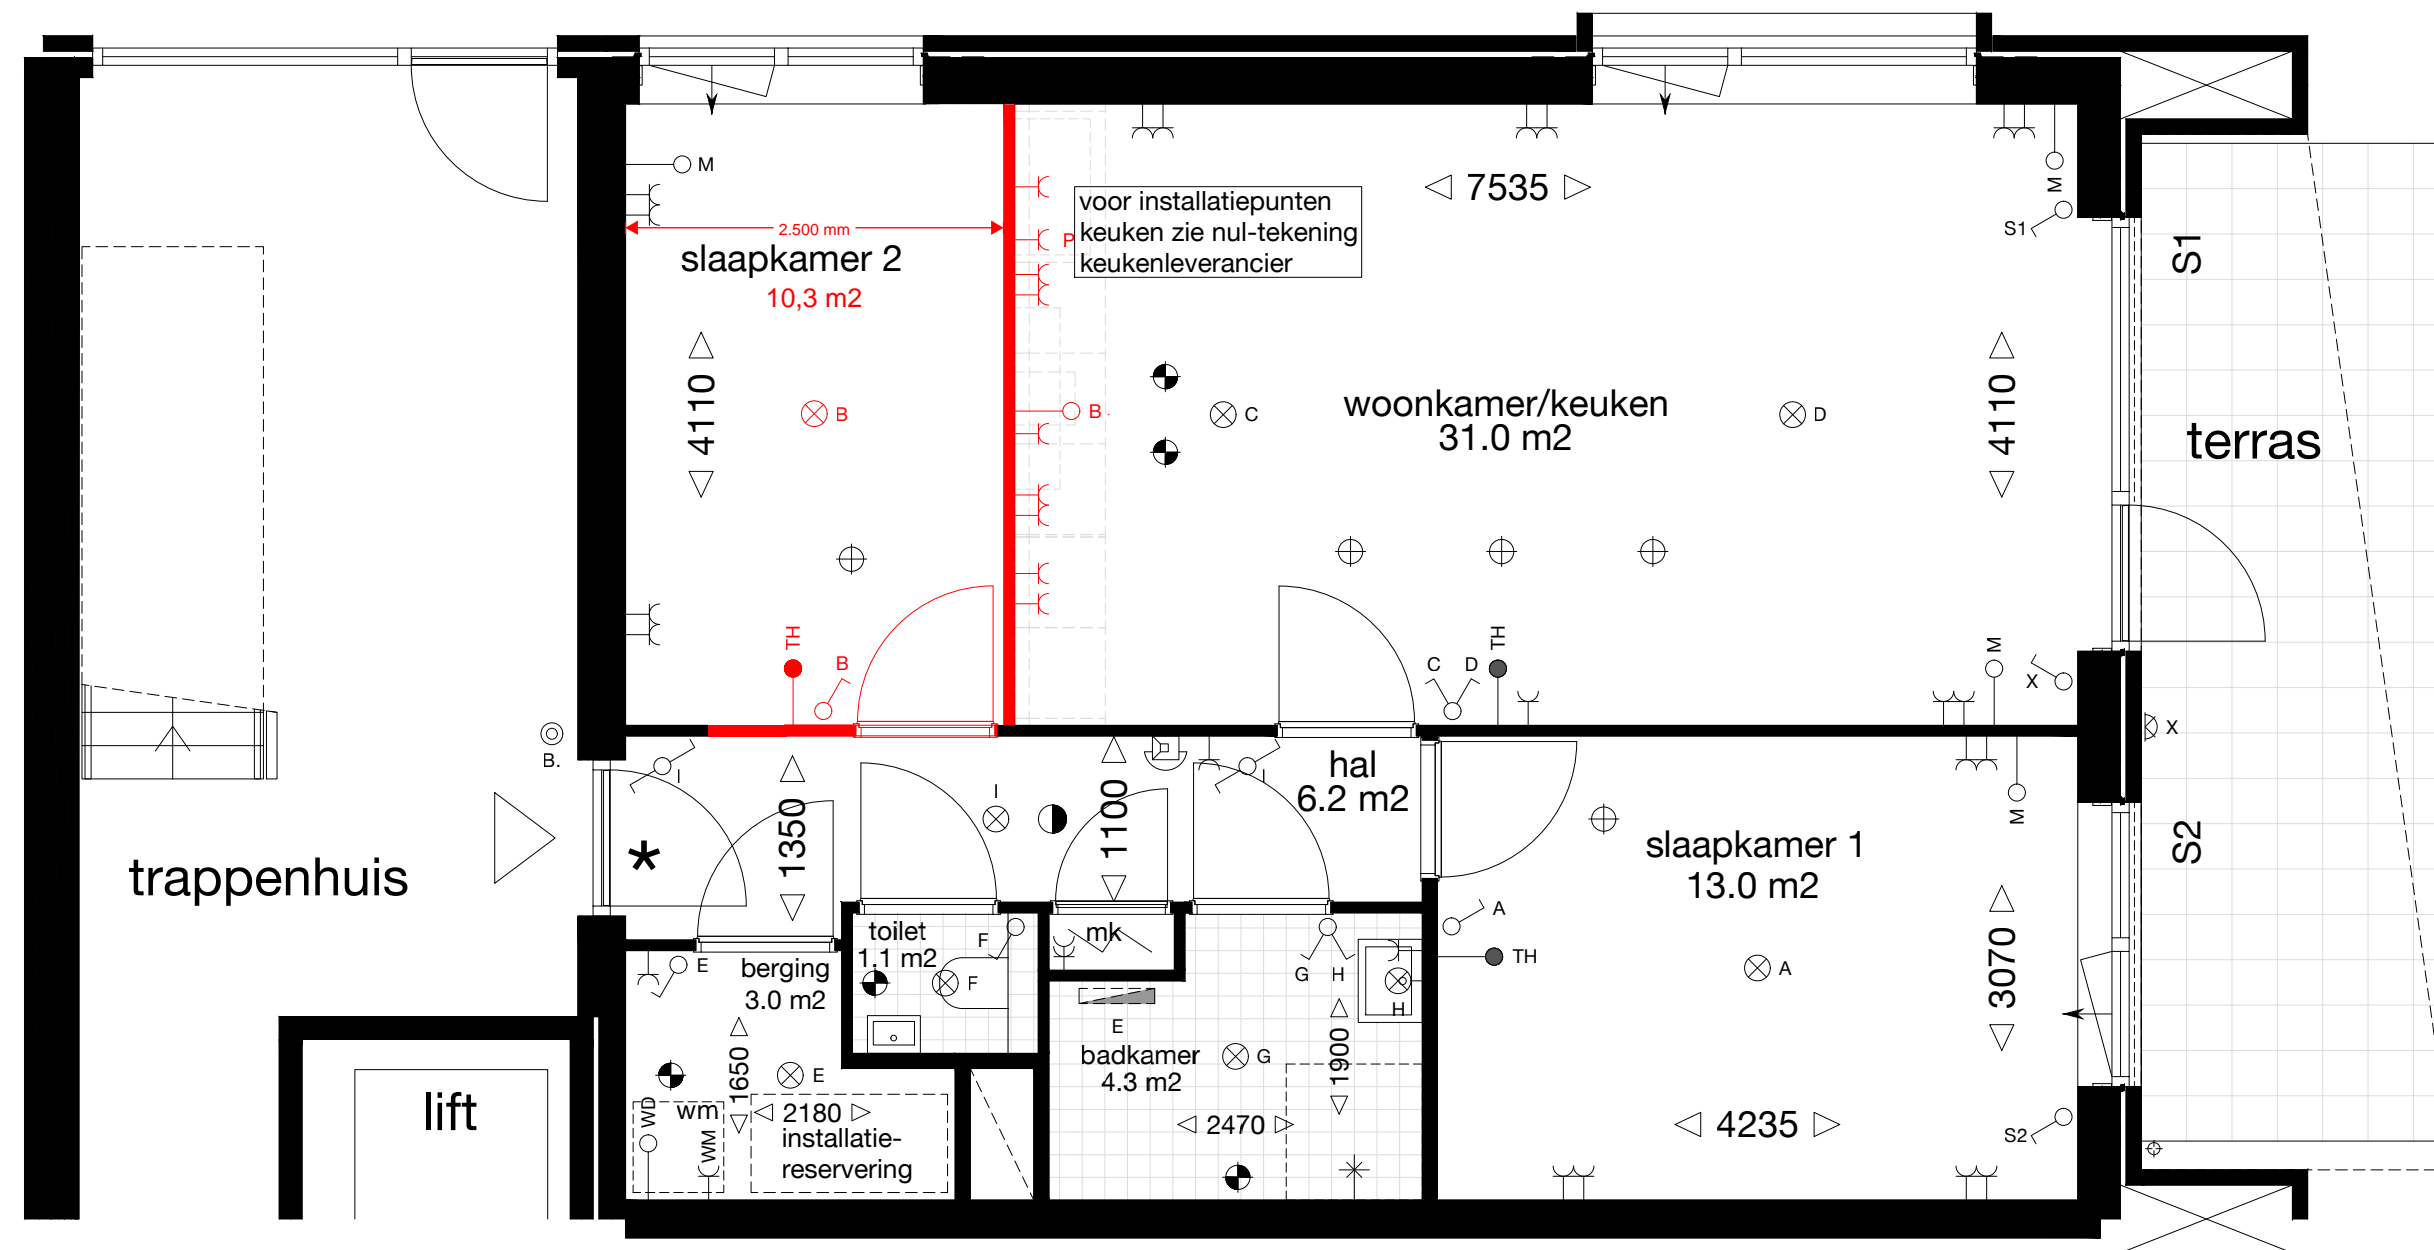 M
M
7535
voor installatiepunten
keuken zie nul-tekening
keukenleverancier
2.500 mm
P
S1
S1
slaapkamer 2
10,3 m2
4110
B
B.
C
woonkamer/keuken
31.0 m2
D
4110
terras
TH
B
C
D
TH
M
X
B.
X
I
1350
I
1100
I
hal
6.2 m2
M
trappenhuis
*
slaapkamer 1
13.0 m2
S2
A
toilet
1.1 m2
F
mk
E
berging
3.0 m2
F
G
H
TH
A
3070
H
E
badkamer
4.3 m2
G
1900
1650
E
lift
WD
wm
WM
2180
installatie-
reservering
2470
4235
S2